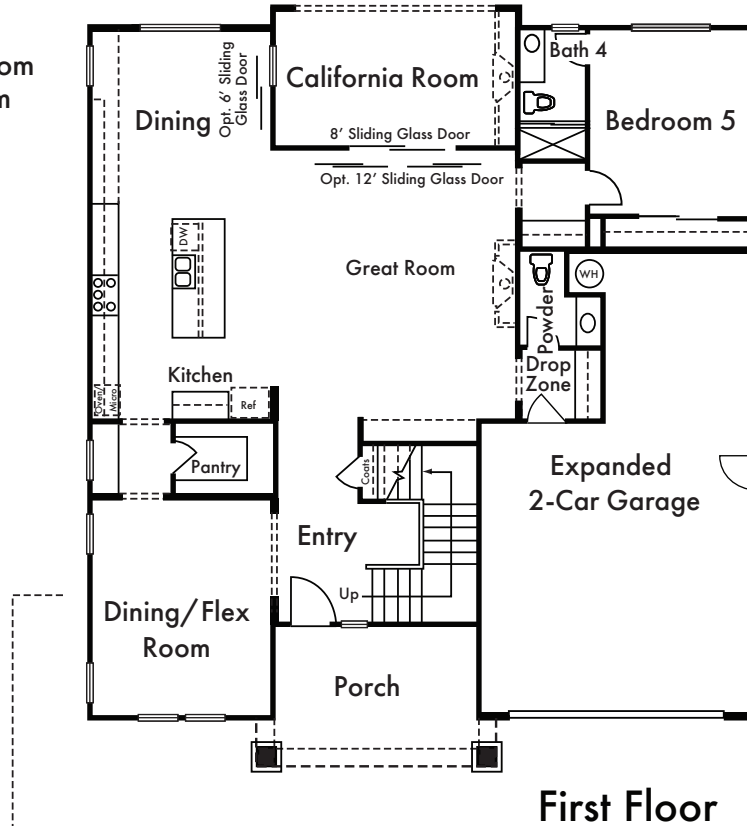 Bath 4
California Room
Opt. 6' Sliding
Glass Door
Dining
Bedroom 5
8' Sliding Glass Door
Opt. 12' Sliding Glass Door
DW
Great Room
WH
Powder
Kitchen
Drop
Zone
Oven/
Micro
Ref
Pantry
Coats
Expanded
2-Car Garage
Entry
Up
Dining/Flex
Room
Porch
First Floor